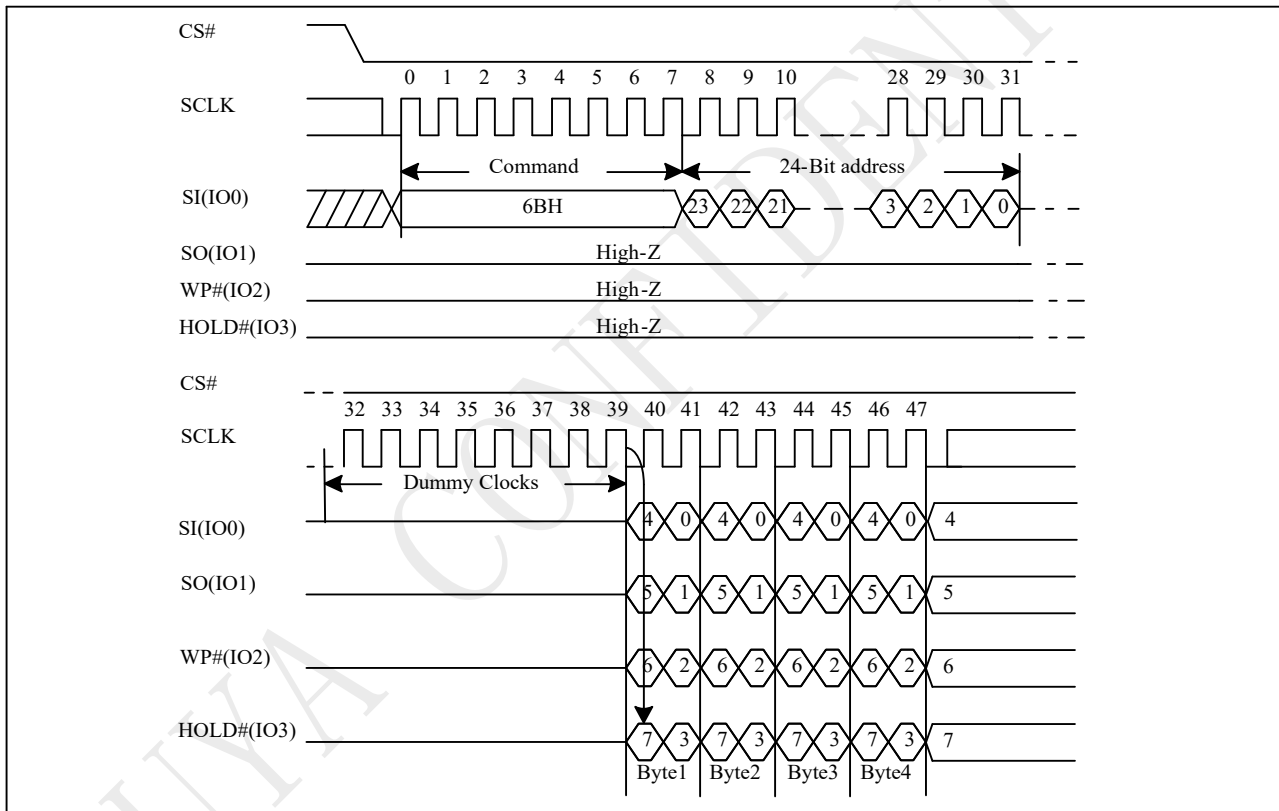 CS#
0 1 2 3 4 5 6 7 8 9 10 28 29 30 31
SCLK
Command 24-Bit address
SI(IO0) 6BH 23 22 21 3 2 1 0
SO(IO1) High-Z
WP#(IO2) High-Z
HOLD#(IO3) High-Z
CS#
32 33 34 35 36 37 38 39 40 41 42 43 44 45 46 47
SCLK
Dummy Clocks
SI(IO0) 4 0 4 0 4 0 4 0 4
SO(IO1) 5 1 5 1 5 1 5 1 5
WP#(IO2) 6 2 6 2 6 2 6 2 6
HOLD#(IO3) 7 3 7 3 7 3 7 3 7
Byte1 Byte2 Byte3 Byte4
UYA CONFIDENT